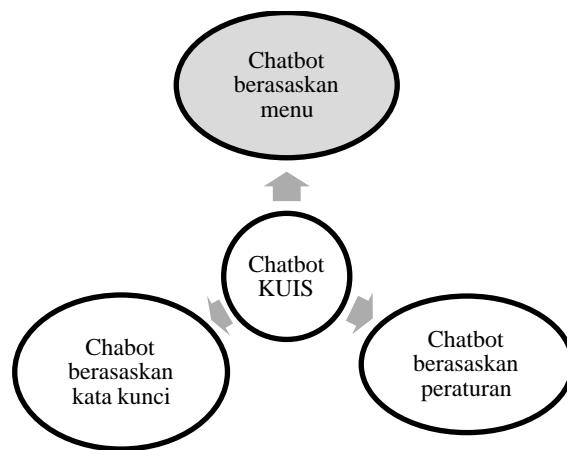 Chatbot
berasaskan
menu
Chatbot
KUIS
Chabot
berasaskan
kata kunci
Chatbot
berasaskan
peraturan